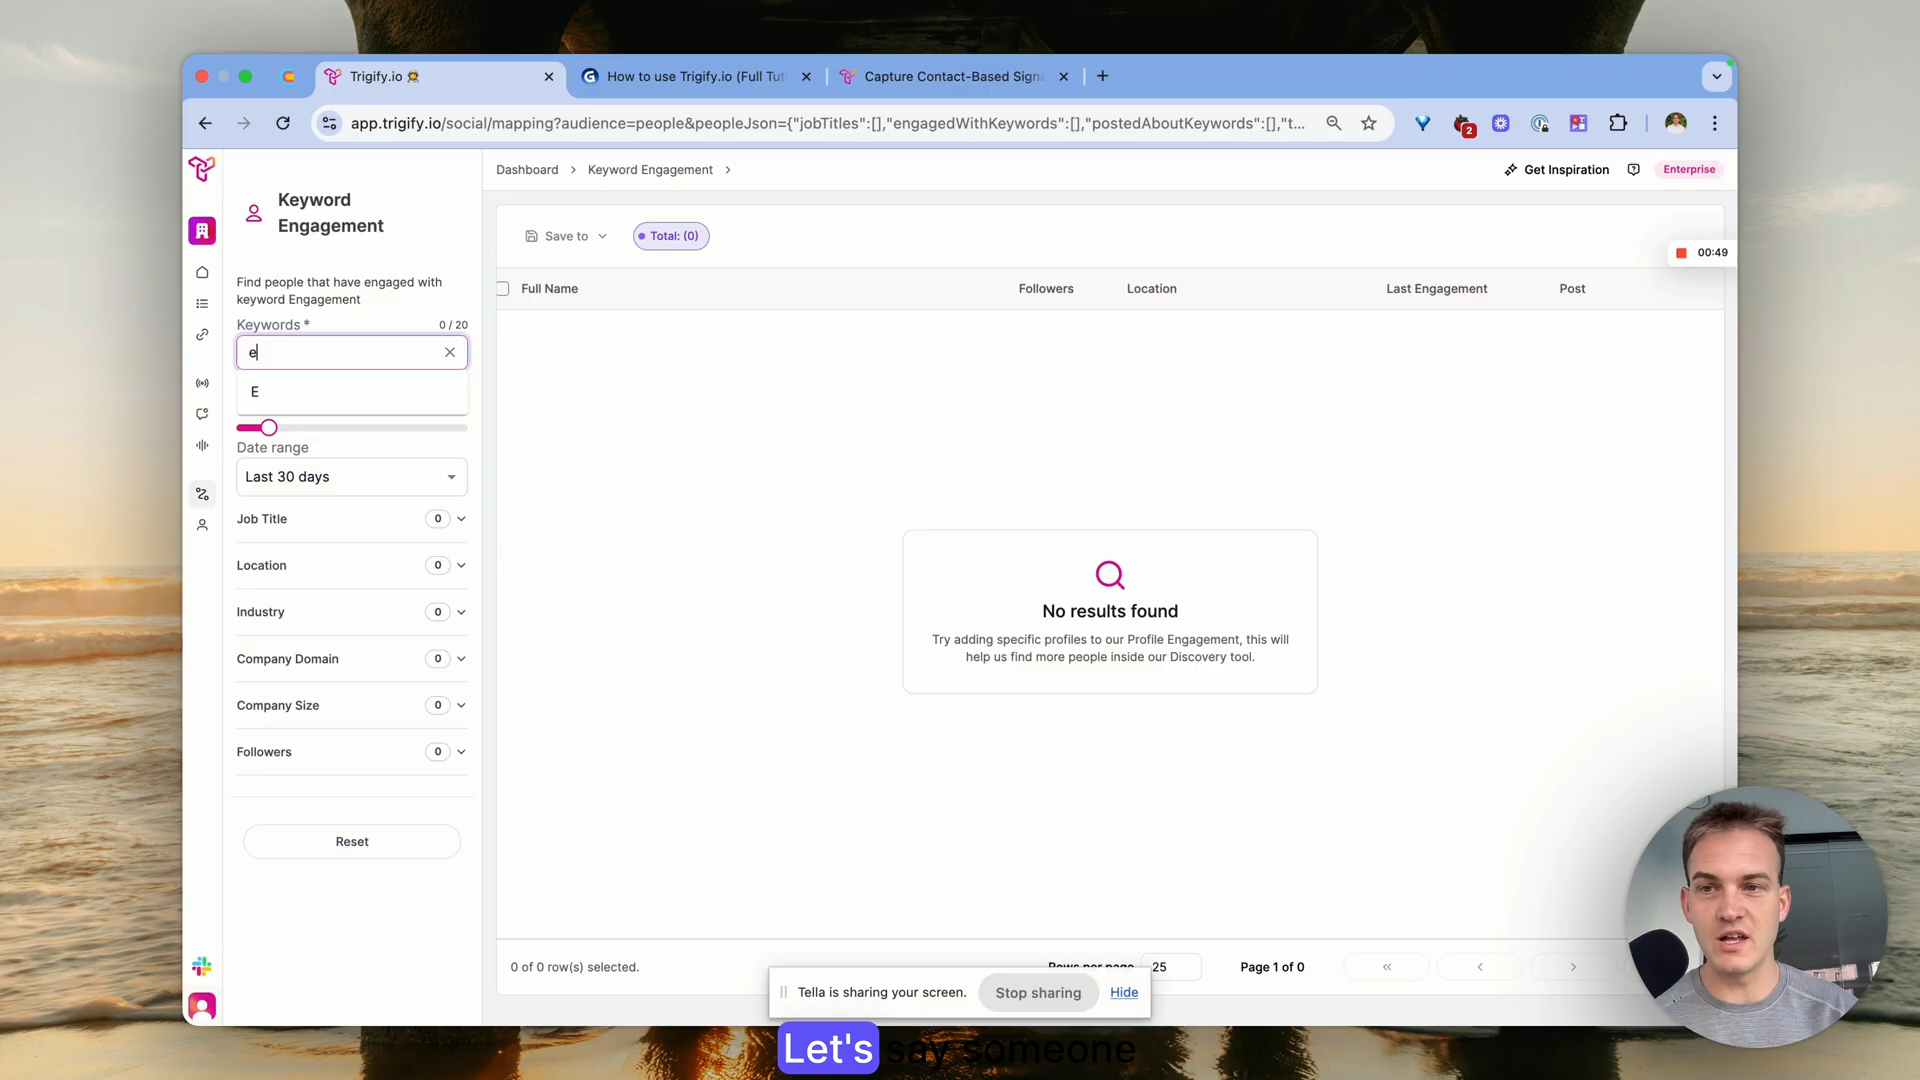 Trigify.io
How to use Trigify.io (Full Tut
Capture Contact-Based Signa
app.trigify.io/social/mapping?audience=people&peopleJson={"jobTitles":[],"engagedWithKeywords":[],"postedAboutKeywords":[],"t...
2
Keyword
Engagement
Dashboard
Keyword Engagement
Get Inspiration
Enterprise
Find people that have engaged with
keyword Engagement
Keywords *
0 / 20
e
E
Date range
Last 30 days
Job Title
0
Location
0
Industry
0
Company Domain
0
Company Size
0
Followers
0
Reset
Save to
Total: (0)
00:49
Full Name
Followers
Location
Last Engagement
Post
No results found
Try adding specific profiles to our Profile Engagement, this will
help us find more people inside our Discovery tool.
0 of 0 row(s) selected.
Rows per page
25
Page 1 of 0
Tella is sharing your screen.
Stop sharing
Hide
Let's say someone